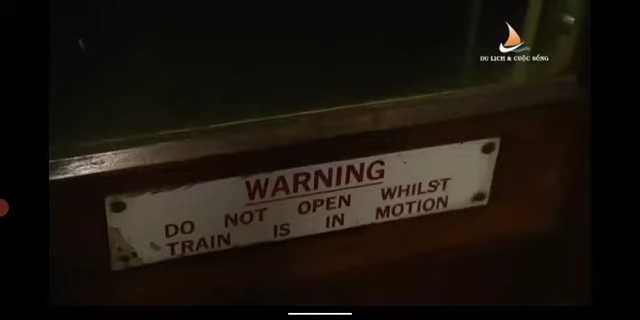 DU LỊCH & CUỘC SỐNG
WARNING
DO NOT OPEN WHILST
TRAIN IS IN MOTION